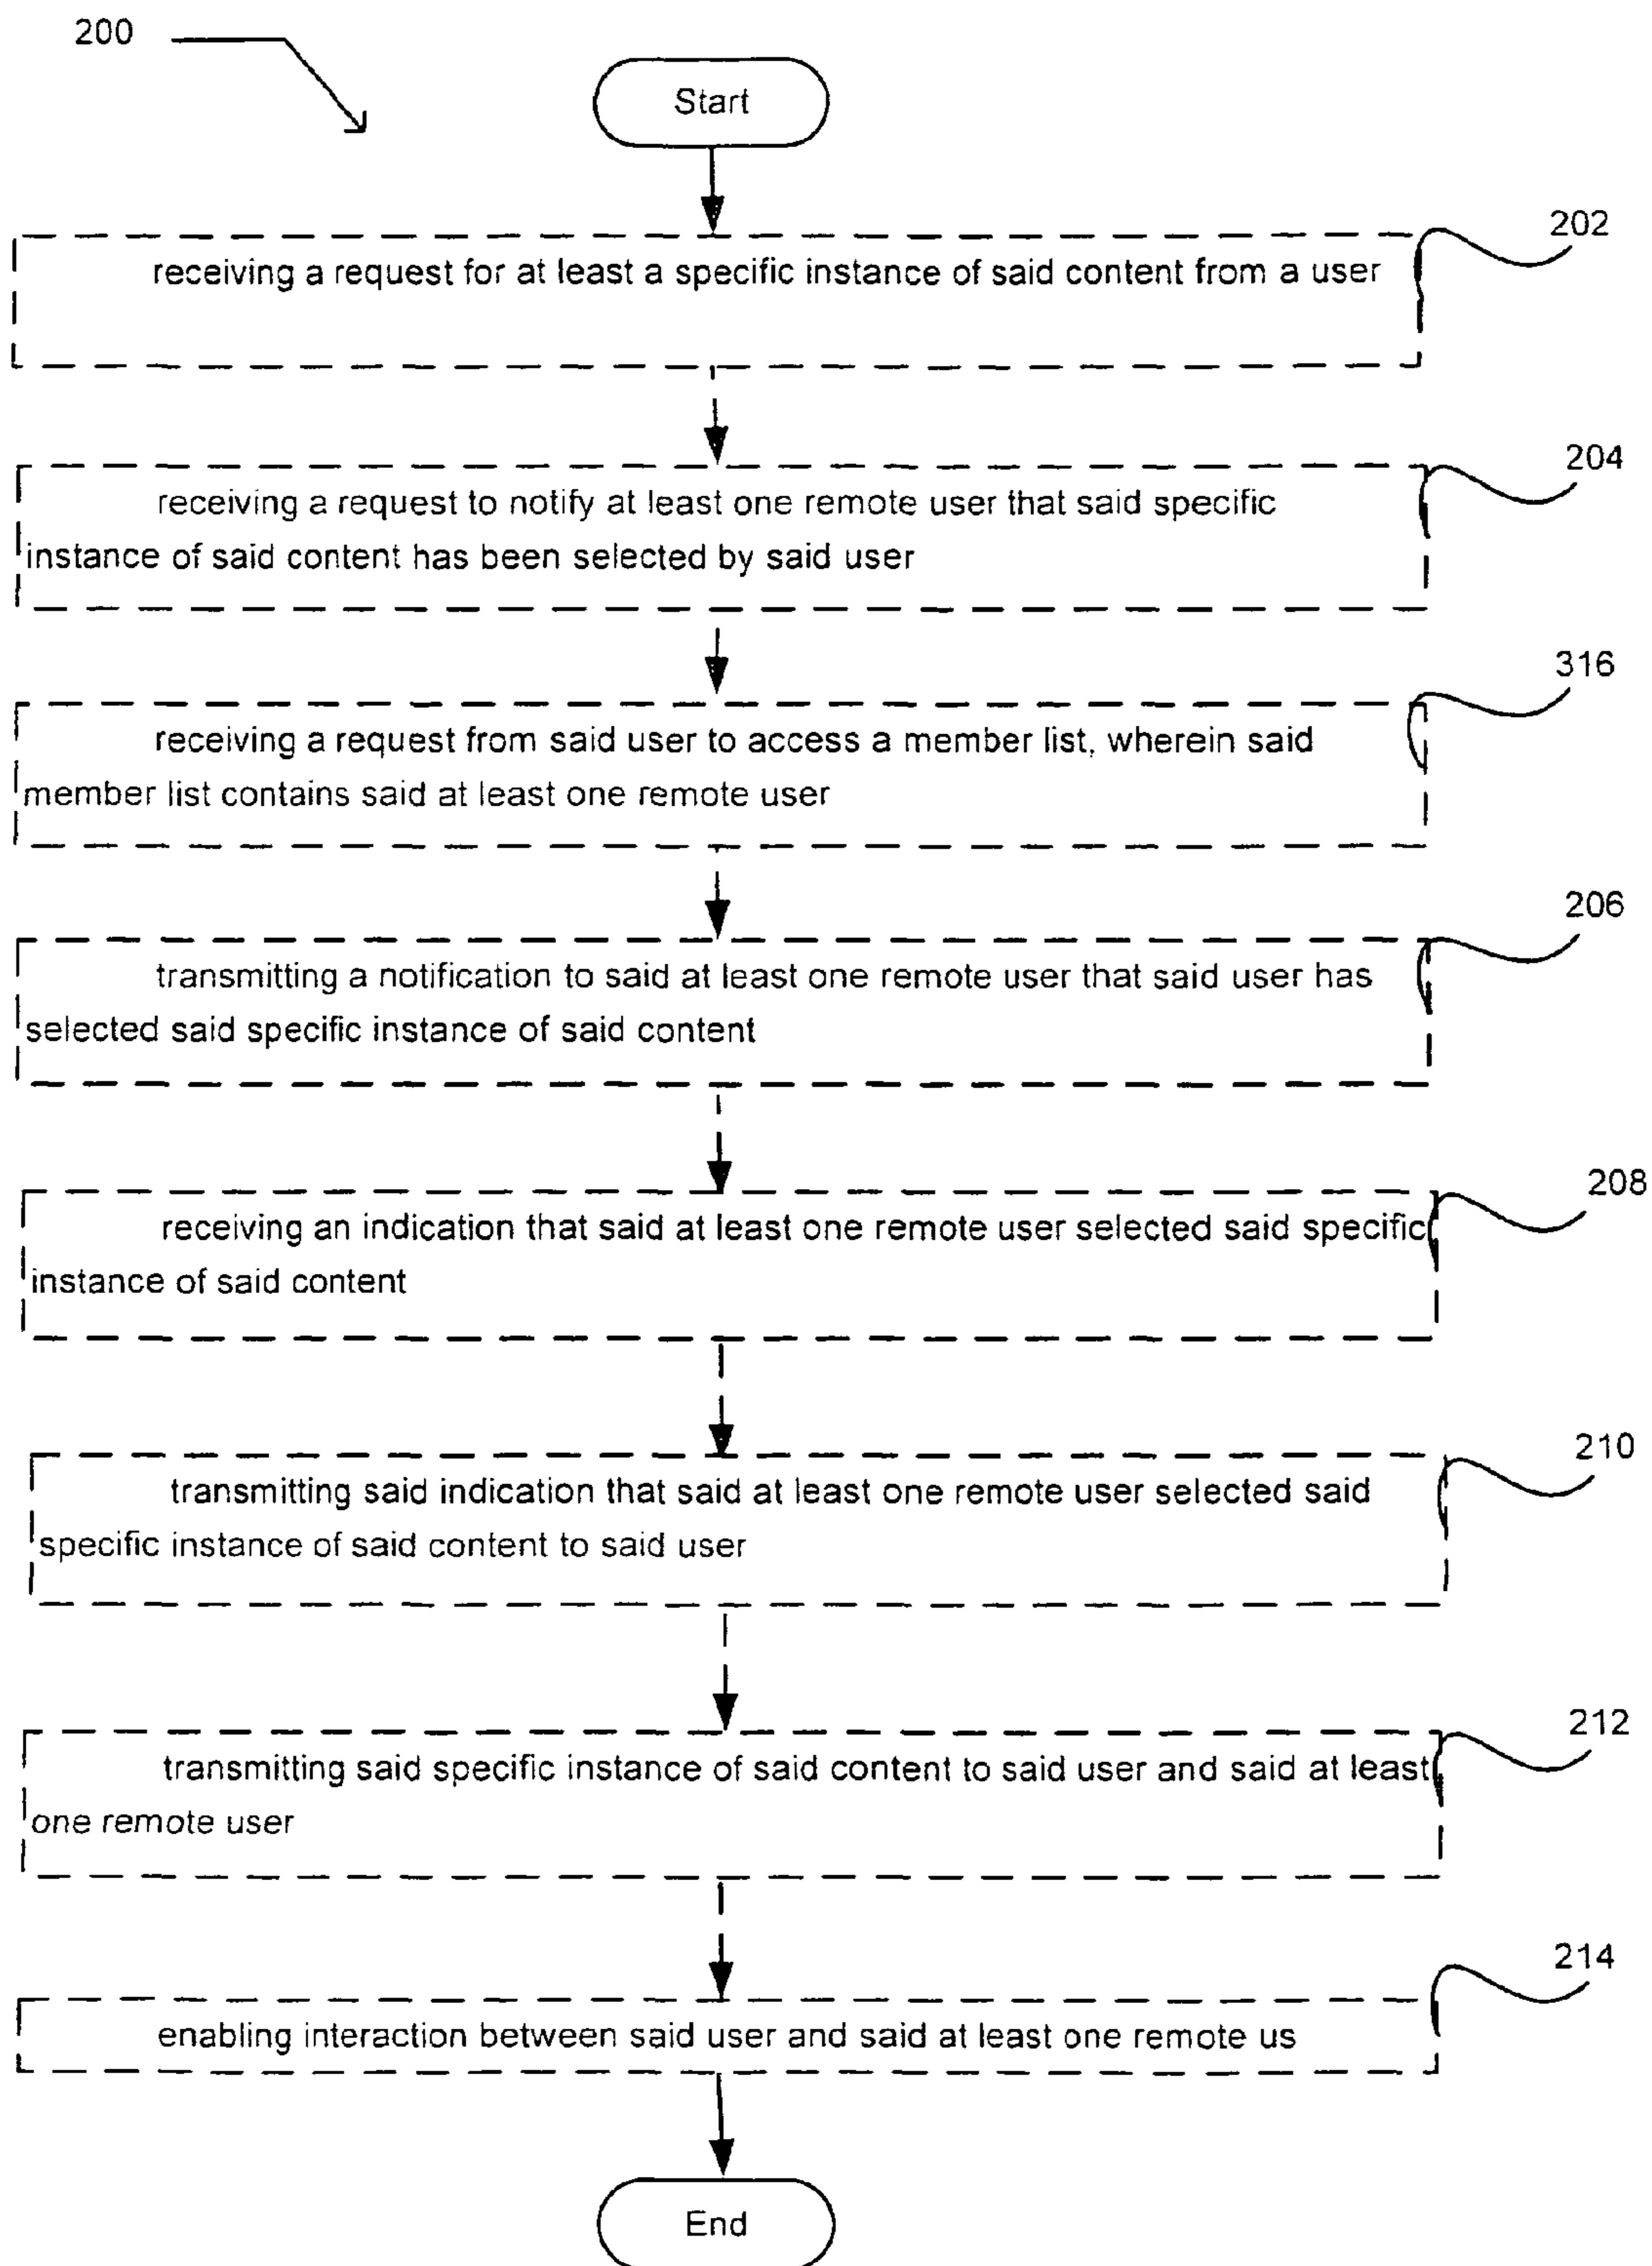 200
Start
202
receiving a request for at least a specific instance of said content from a user
204
receiving a request to notify at least one remote user that said specific
instance of said content has been selected by said user
316
receiving a request from said user to access a member list, wherein said
member list contains said at least one remote user
206
transmitting a notification to said at least one remote user that said user has
selected said specific instance of said content
208
receiving an indication that said at least one remote user selected said specific
instance of said content
210
transmitting said indication that said at least one remote user selected said
specific instance of said content to said user
212
transmitting said specific instance of said content to said user and said at least
one remote user
214
enabling interaction between said user and said at least one remote us
End